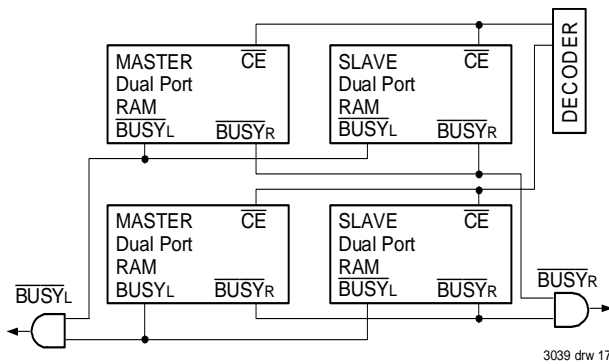 MASTER
Dual Port
RAM
CE
BUSYL
BUSYR
SLAVE
Dual Port
RAM
CE
BUSYL
BUSYR
DECODER
MASTER
Dual Port
RAM
CE
BUSYL
BUSYR
SLAVE
Dual Port
RAM
CE
BUSYL
BUSYR
BUSYL
BUSYR
3039 drw 17